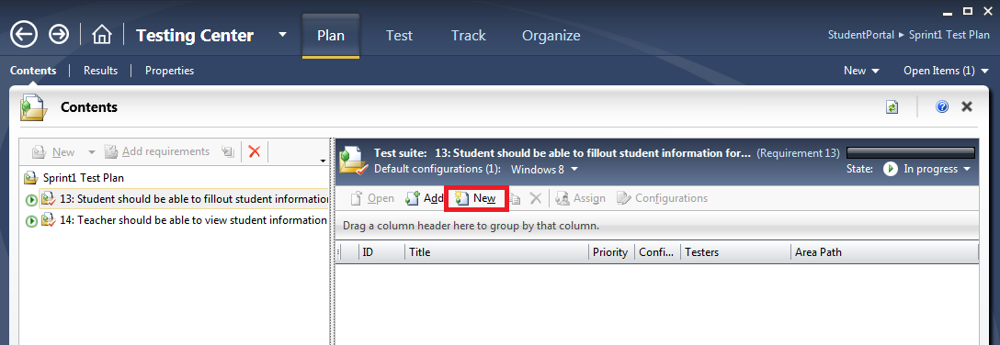 Testing Center Plan Test Track Organize StudentPortal Sprint1 Test Plan
Contents Results Properties New Open Items (1)
Contents
New Add requirements
Sprint1 Test Plan
13: Student should be able to fillout student information
14: Teacher should be able to view student information
Test suite: 13: Student should be able to fillout student information for... (Requirement 13)
Default configurations (1): Windows 8 State: In progress
Open Add New Assign Configurations
Drag a column header here to group by that column.
ID Title Priority Confi... Testers Area Path